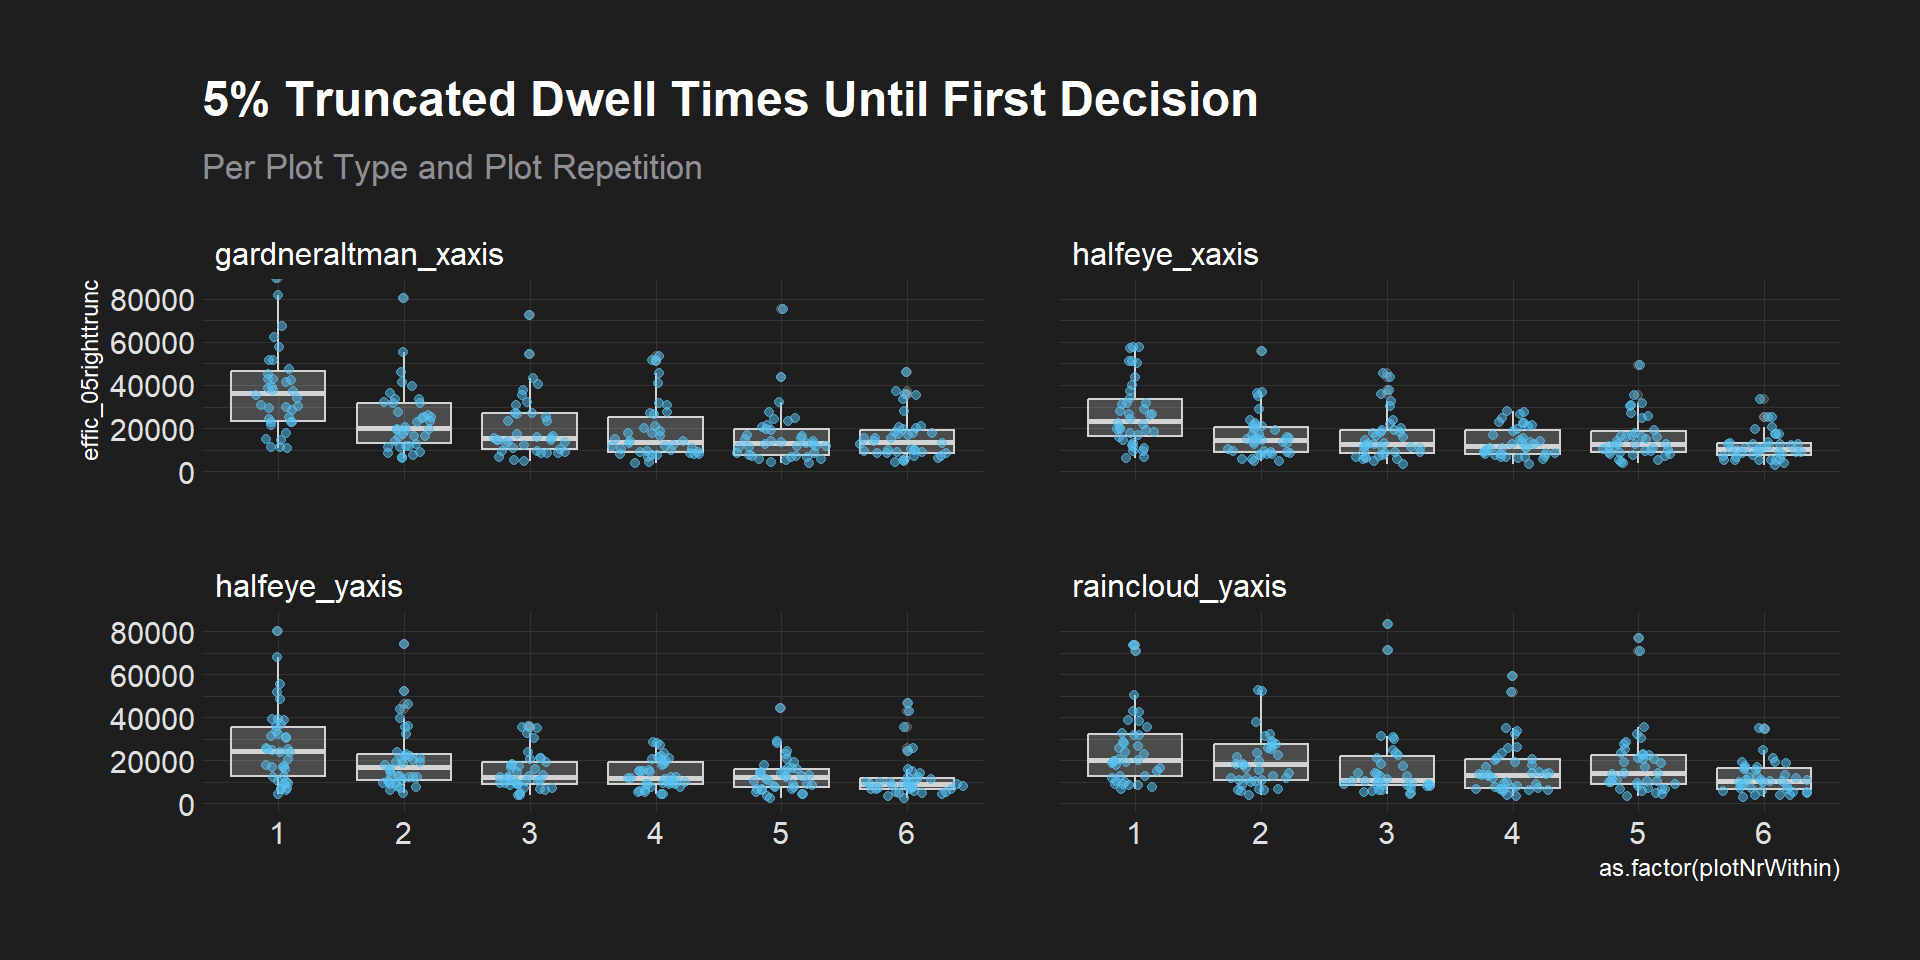 5% Truncated Dwell Times Until First Decision
Per Plot Type and Plot Repetition
gardneraltman_xaxis
halfeye_xaxis
effic_05righttrunc
80000
60000
40000
20000
0
halfeye_yaxis
raincloud_yaxis
80000
60000
40000
20000
0
1 2 3 4 5 6
1 2 3 4 5 6
as.factor(plotNrWithin)